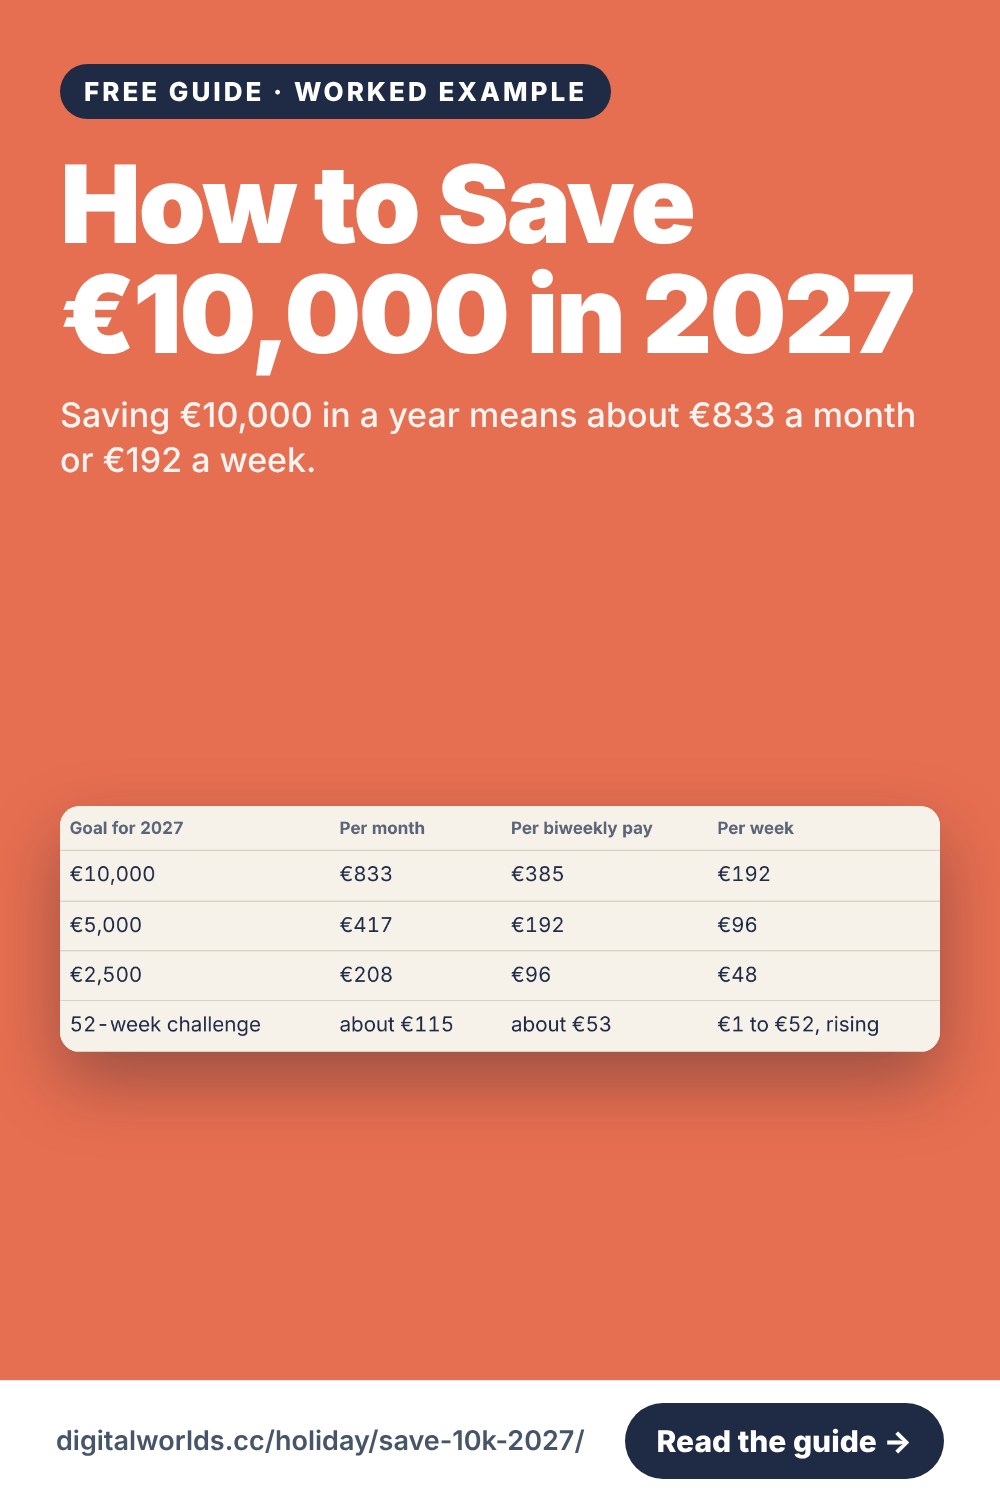 FREE GUIDE · WORKED EXAMPLE
How to Save
€10,000 in 2027
Saving €10,000 in a year means about €833 a month
or €192 a week.
Goal for 2027 Per month Per biweekly pay Per week
€10,000 €833 €385 €192
€5,000 €417 €192 €96
€2,500 €208 €96 €48
52-week challenge about €115 about €53 €1 to €52, rising
digitalworlds.cc/holiday/save-10k-2027/ Read the guide →